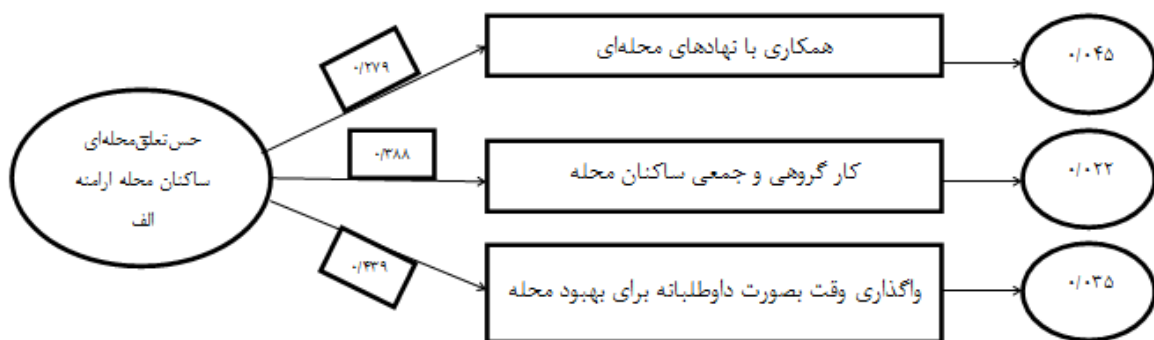 همکاری با نهادهای محله‌ای
۰/۰۴۵
۰/۲۷۹
حس‌تعلق‌محله‌ای
ساکنان محله ارامنه
الف
۰/۳۸۸
کار گروهی و جمعی ساکنان محله
۰/۰۲۲
۰/۴۳۹
واگذاری وقت بصورت داوطلبانه برای بهبود محله
۰/۰۳۵